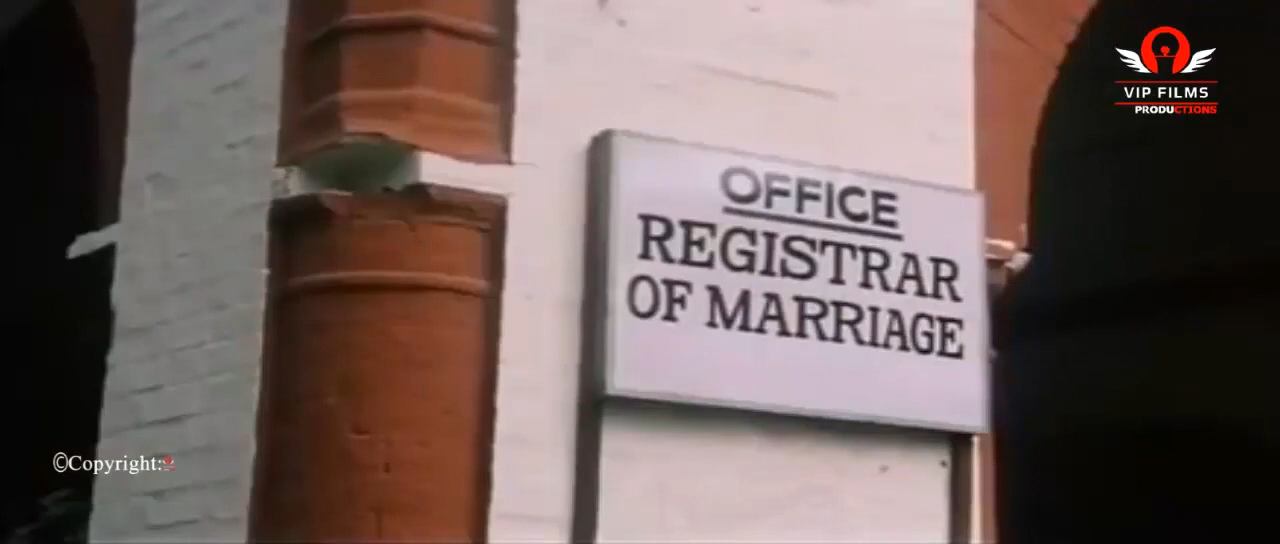 VIP FILMS
PRODUCTIONS
OFFICE
REGISTRAR
OF MARRIAGE
©Copyright: